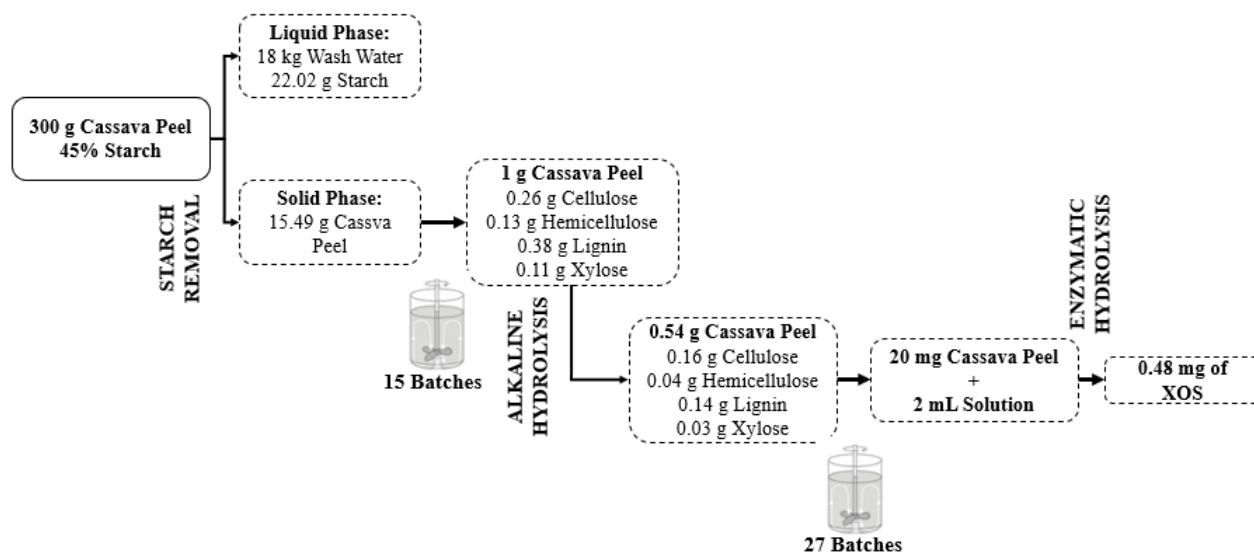 300 g Cassava Peel
45% Starch
STARCH
REMOVAL
Liquid Phase:
18 kg Wash Water
22.02 g Starch
Solid Phase:
15.49 g Cassva
Peel
15 Batches
1 g Cassava Peel
0.26 g Cellulose
0.13 g Hemicellulose
0.38 g Lignin
0.11 g Xylose
ALKALINE
HYDROLYSIS
0.54 g Cassava Peel
0.16 g Cellulose
0.04 g Hemicellulose
0.14 g Lignin
0.03 g Xylose
27 Batches
20 mg Cassava Peel
+
2 mL Solution
ENZYMATIC
HYDROLYSIS
0.48 mg of
XOS